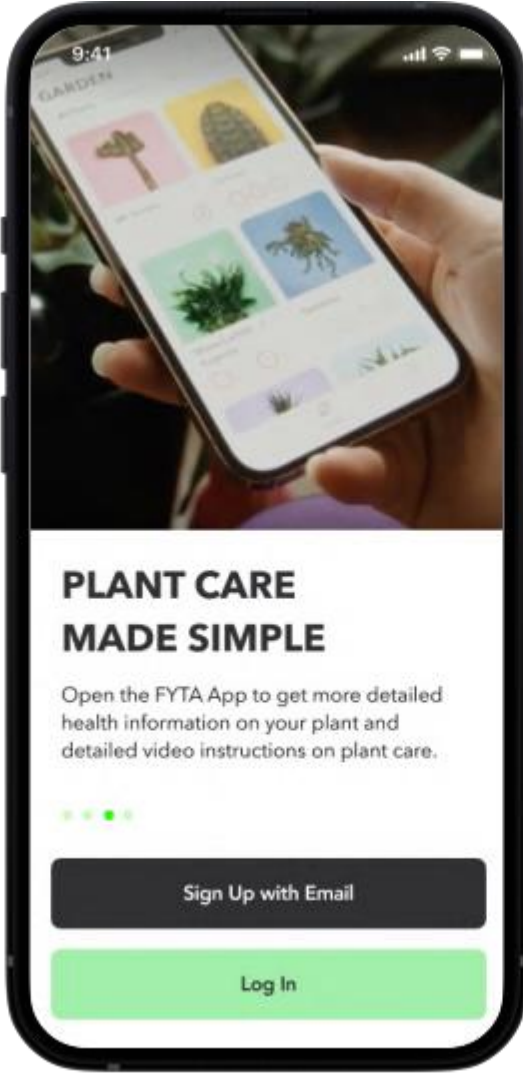 9:41
GARDEN
PLANT CARE
MADE SIMPLE
Open the FYTA App to get more detailed
health information on your plant and
detailed video instructions on plant care.
Sign Up with Email
Log In